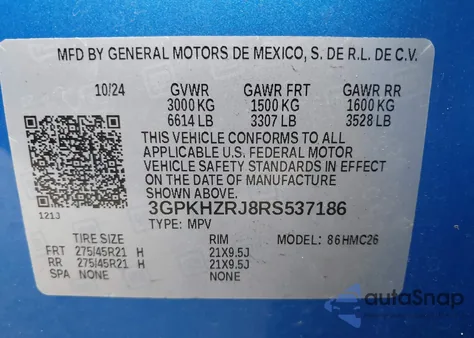 MFD BY GENERAL MOTORS DE MEXICO, S. DE R.L. DE C.V.
10/24 GVWR GAWR FRT GAWR RR
3000 KG 1500 KG 1600 KG
6614 LB 3307 LB 3528 LB
THIS VEHICLE CONFORMS TO ALL
APPLICABLE U.S. FEDERAL MOTOR
VEHICLE SAFETY STANDARDS IN EFFECT
ON THE DATE OF MANUFACTURE
SHOWN ABOVE.
3GPKHZRJ8RS537186
121J TYPE: MPV
TIRE SIZE RIM MODEL: 86HMC26
FRT 275/45R21 H 21X9.5J
RR 275/45R21 H 21X9.5J
SPA NONE NONE
autoSnap